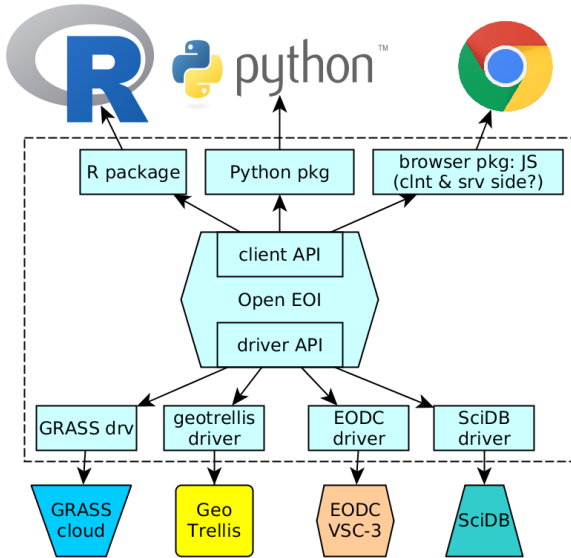 R
python™
R package
Python pkg
browser pkg: JS
(clnt & srv side?)
client API
Open EOI
driver API
GRASS drv
geotrellis
driver
EODC
driver
SciDB
driver
GRASS
cloud
Geo
Trellis
EODC
VSC-3
SciDB